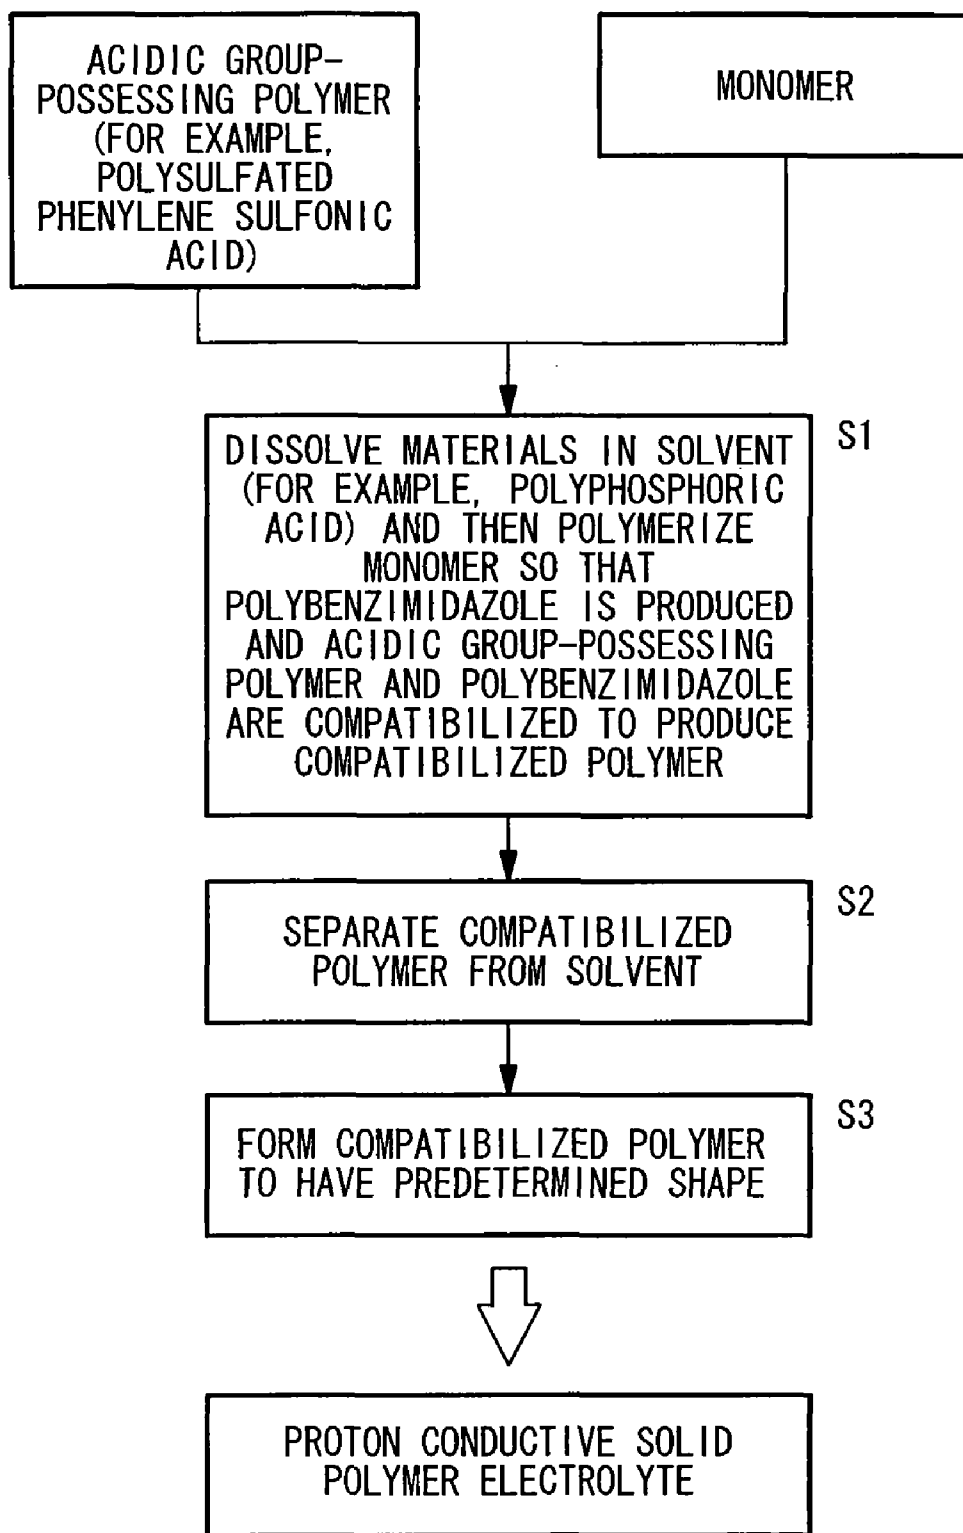 ACIDIC GROUP-
POSSESSING POLYMER
(FOR EXAMPLE,
POLYSULFATED
PHENYLENE SULFONIC
ACID)
MONOMER
S1
DISSOLVE MATERIALS IN SOLVENT
(FOR EXAMPLE, POLYPHOSPHORIC
ACID) AND THEN POLYMERIZE
MONOMER SO THAT
POLYBENZIMIDAZOLE IS PRODUCED
AND ACIDIC GROUP-POSSESSING
POLYMER AND POLYBENZIMIDAZOLE
ARE COMPATIBILIZED TO PRODUCE
COMPATIBILIZED POLYMER
S2
SEPARATE COMPATIBILIZED
POLYMER FROM SOLVENT
S3
FORM COMPATIBILIZED POLYMER
TO HAVE PREDETERMINED SHAPE
PROTON CONDUCTIVE SOLID
POLYMER ELECTROLYTE